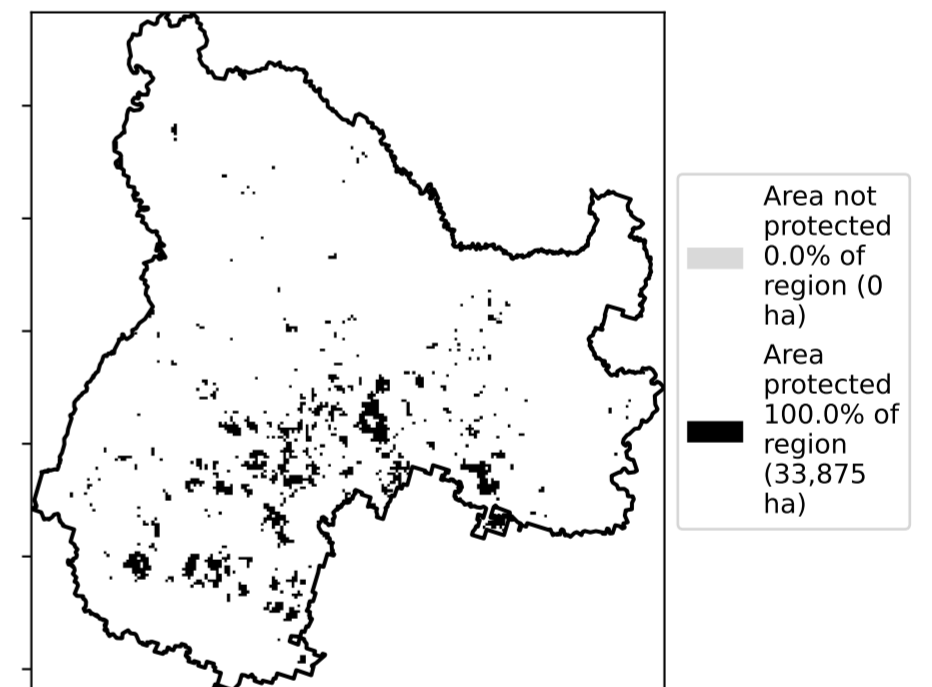 Area not
protected
0.0% of
region (0
ha)
Area
protected
100.0% of
region
(33,875
ha)